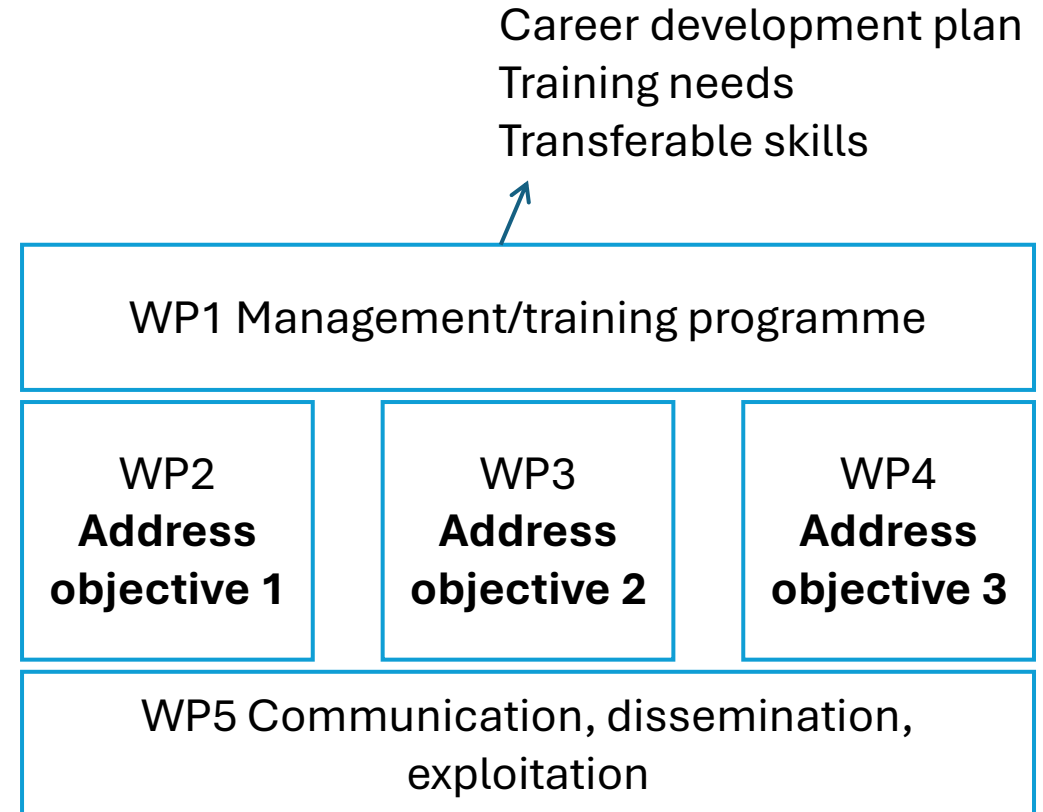 Career development plan
Training needs
Transferable skills
WP1 Management/training programme
WP2
Address
objective 1
WP3
Address
objective 2
WP4
Address
objective 3
WP5 Communication, dissemination,
exploitation